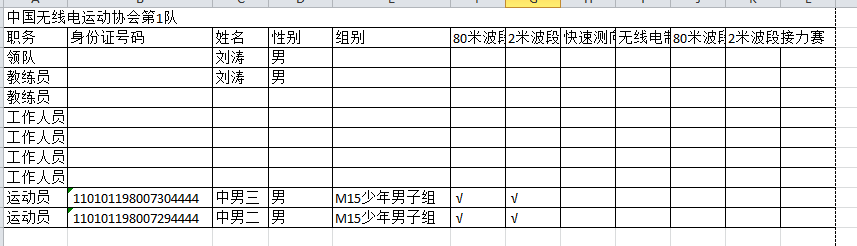 中国无线电运动协会第1队
职务 身份证号码 姓名 性别 组别 80米波段 2米波段 快速测向 无线电制 80米波段 2米波段接力赛
领队 刘涛 男
教练员 刘涛 男
教练员
工作人员
工作人员
工作人员
工作人员
运动员 110101198007304444 中男三 男 M15少年男子组 √ √
运动员 110101198007294444 中男二 男 M15少年男子组 √ √